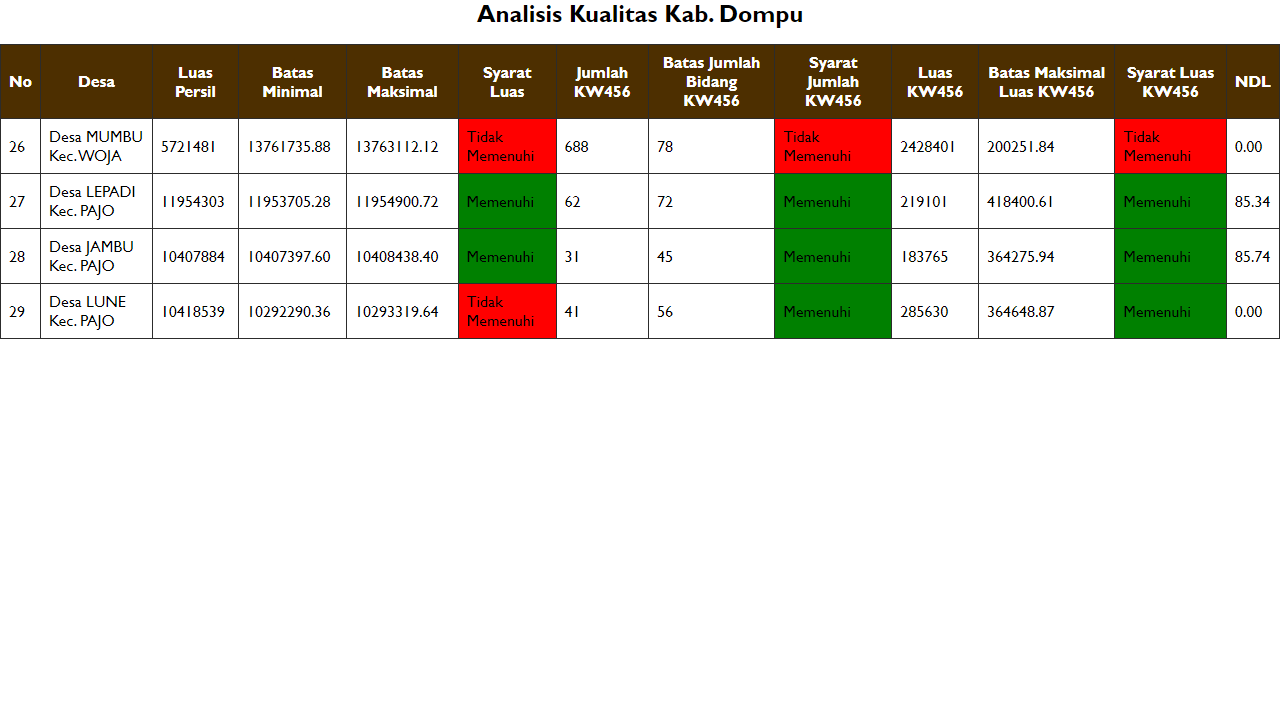 Analisis Kualitas Kab. Dompu
No Desa Luas Persil Batas Minimal Batas Maksimal Syarat Luas Jumlah KW456 Batas Jumlah Bidang KW456 Syarat Jumlah KW456 Luas KW456 Batas Maksimal Luas KW456 Syarat Luas KW456 NDL
26 Desa MUMBU Kec. WOJA 5721481 13761735.88 13763112.12 Tidak Memenuhi 688 78 Tidak Memenuhi 2428401 200251.84 Tidak Memenuhi 0.00
27 Desa LEPADI Kec. PAJO 11954303 11953705.28 11954900.72 Memenuhi 62 72 Memenuhi 219101 418400.61 Memenuhi 85.34
28 Desa JAMBU Kec. PAJO 10407884 10407397.60 10408438.40 Memenuhi 31 45 Memenuhi 183765 364275.94 Memenuhi 85.74
29 Desa LUNE Kec. PAJO 10418539 10292290.36 10293319.64 Tidak Memenuhi 41 56 Memenuhi 285630 364648.87 Memenuhi 0.00